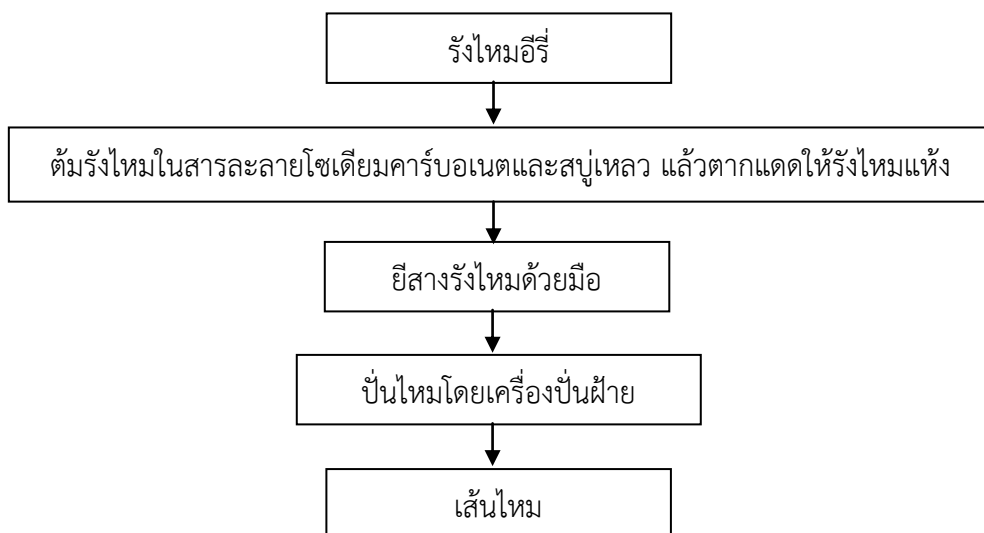 รังไหมอีรี่
ต้มรังไหมในสารละลายโซเดียมคาร์บอเนตและสบู่เหลว แล้วตากแดดให้รังไหมแห้ง
ยีสางรังไหมด้วยมือ
ปั่นไหมโดยเครื่องปั่นฝ้าย
เส้นไหม